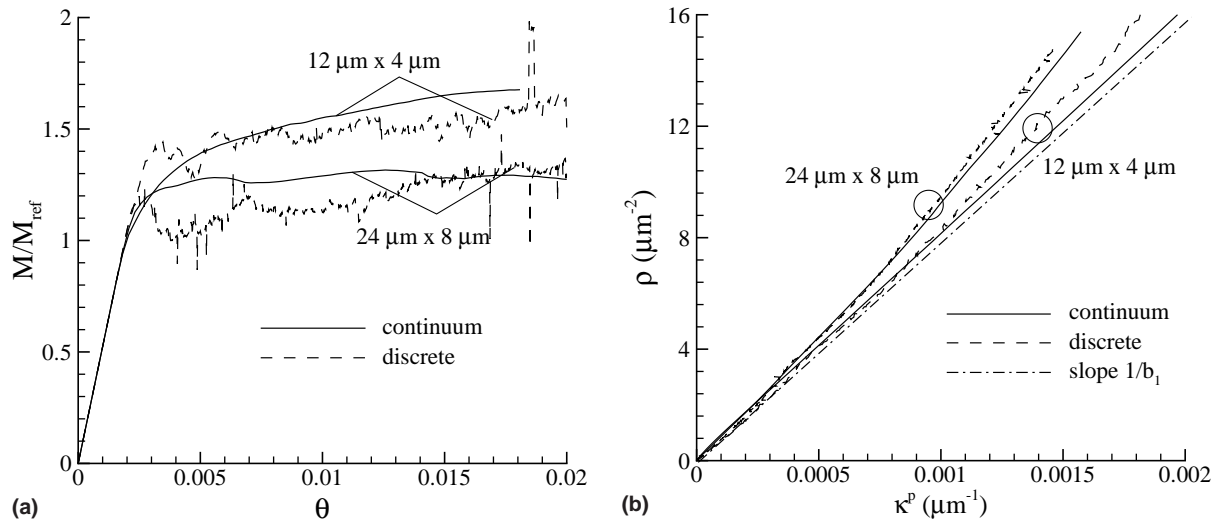 2
1.5
1
0.5
0
M/M_ref
12 μm x 4 μm
24 μm x 8 μm
continuum
discrete
0 0.005 0.01 0.015 0.02
θ
(a)
16
12
8
4
0
ρ (μm⁻²)
24 μm x 8 μm
12 μm x 4 μm
continuum
discrete
slope 1/b₁
0 0.0005 0.001 0.0015 0.002
κᵖ (μm⁻¹)
(b)